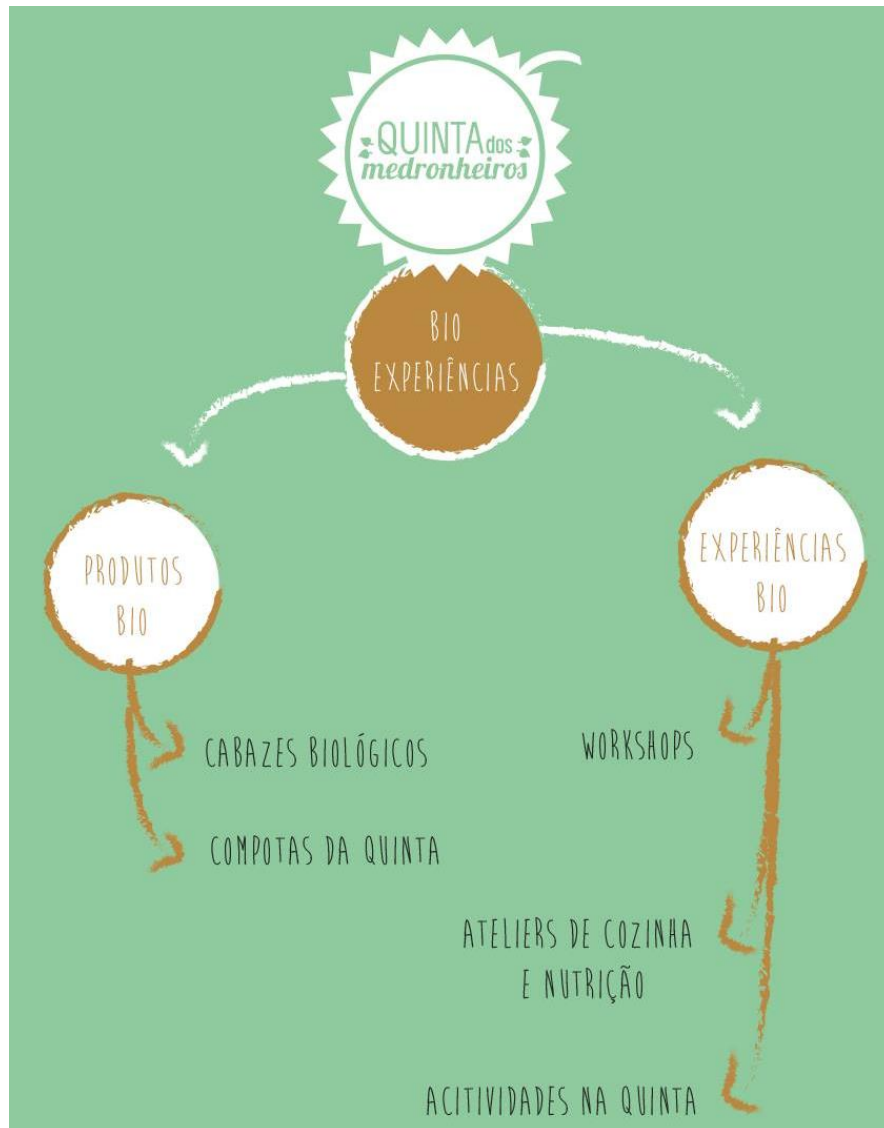 QUINTA dos
medronheiros
BIO
EXPERIÊNCIAS
PRODUTOS
BIO
CABAZES BIOLÓGICOS
COMPOTAS DA QUINTA
EXPERIÊNCIAS
BIO
WORKSHOPS
ATELIERS DE COZINHA
E NUTRIÇÃO
ACITIVIDADES NA QUINTA